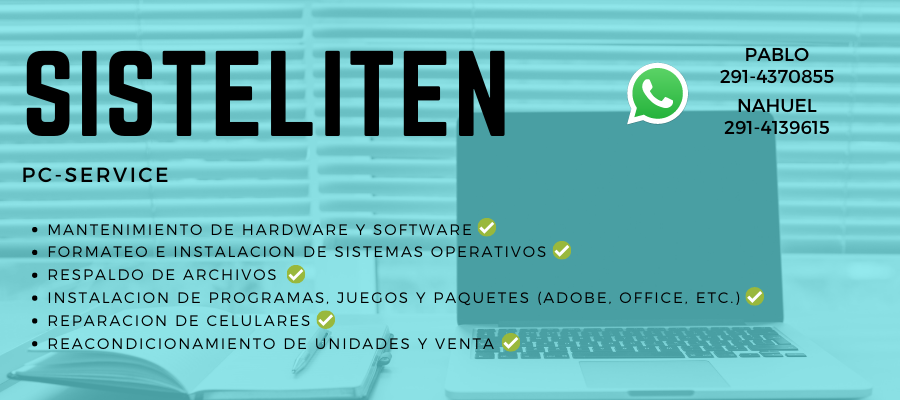 SISTELITEN
PC-SERVICE
PABLO
291-4370855
NAHUEL
291-4139615
MANTENIMIENTO DE HARDWARE Y SOFTWARE
FORMATEO E INSTALACION DE SISTEMAS OPERATIVOS
RESPALDO DE ARCHIVOS
INSTALACION DE PROGRAMAS, JUEGOS Y PAQUETES (ADOBE, OFFICE, ETC.)
REPARACION DE CELULARES
REACONDICIONAMIENTO DE UNIDADES Y VENTA